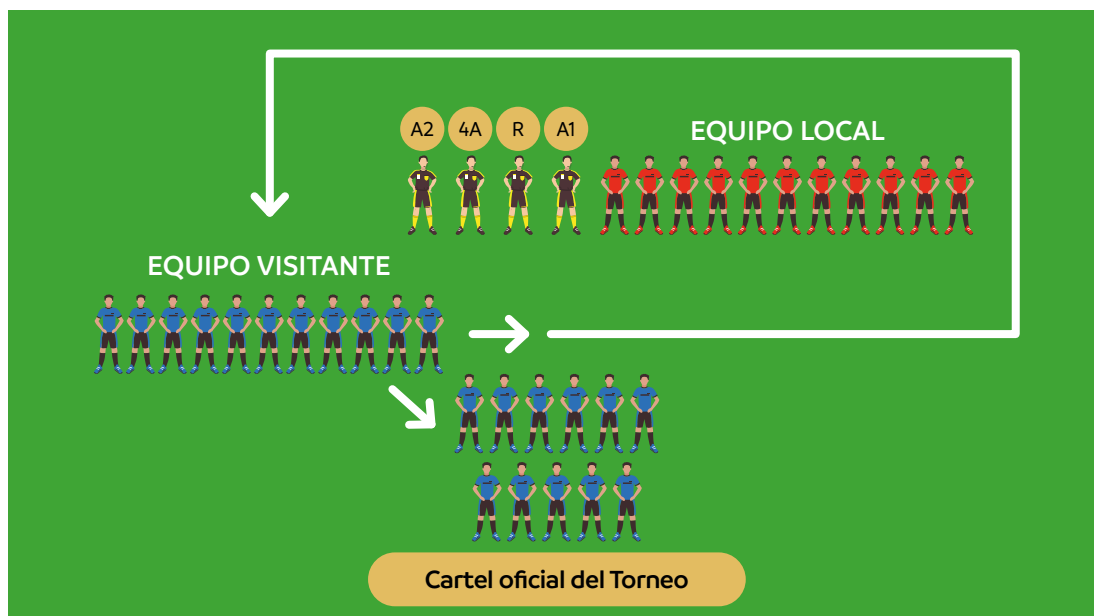 A2 4A R A1
EQUIPO LOCAL
EQUIPO VISITANTE
Cartel oficial del Torneo